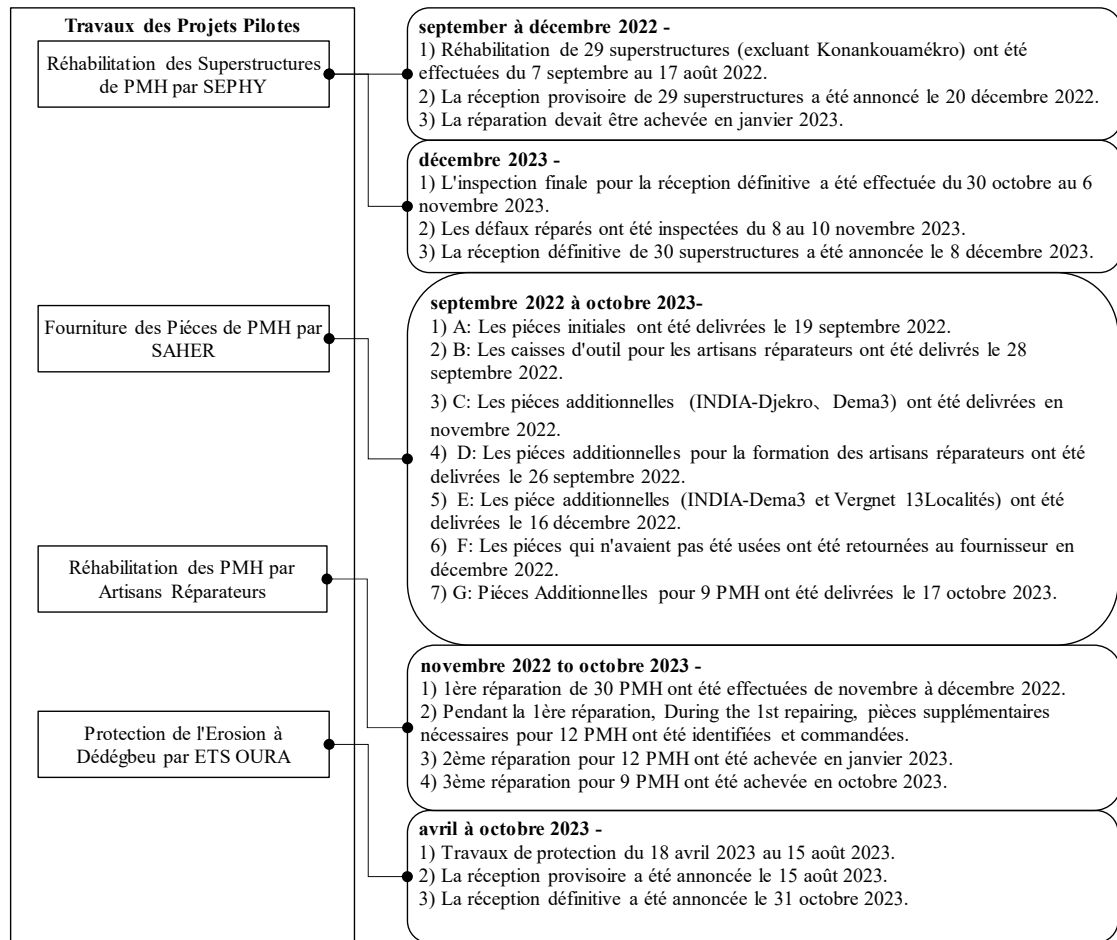 Travaux des Projets Pilotes
Réhabilitation des Superstructures
de PMH par SEPHY
Fourniture des Piéces de PMH par
SAHER
Réhabilitation des PMH par
Artisans Réparateurs
Protection de l'Erosion à
Dédégbeu par ETS OURA
september à décembre 2022 -
1) Réhabilitation de 29 superstructures (excluant Konankouamékro) ont été
effectuées du 7 septembre au 17 août 2022.
2) La réception provisoire de 29 superstructures a été annoncé le 20 décembre 2022.
3) La réparation devait être achevée en janvier 2023.
décembre 2023 -
1) L'inspection finale pour la réception définitive a été effectuée du 30 octobre au 6
novembre 2023.
2) Les défaux réparés ont été inspectées du 8 au 10 novembre 2023.
3) La réception définitive de 30 superstructures a été annoncée le 8 décembre 2023.
septembre 2022 à octobre 2023-
1) A: Les piéces initiales ont été delivrées le 19 septembre 2022.
2) B: Les caisses d'outil pour les artisans réparateurs ont été delivrés le 28
septembre 2022.
3) C: Les piéces additionnelles (INDIA-Djekro、Dema3) ont été delivrées en
novembre 2022.
4) D: Les piéces additionnelles pour la formation des artisans réparateurs ont été
delivrées le 26 septembre 2022.
5) E: Les piéce additionnelles (INDIA-Dema3 et Vergnet 13Localités) ont été
delivrées le 16 décembre 2022.
6) F: Les piéces qui n'avaient pas été usées ont été retournées au fournisseur en
décembre 2022.
7) G: Piéces Additionnelles pour 9 PMH ont été delivrées le 17 octobre 2023.
novembre 2022 to octobre 2023 -
1) 1ère réparation de 30 PMH ont été effectuées de novembre à décembre 2022.
2) Pendant la 1ère réparation, During the 1st repairing, pièces supplémentaires
nécessaires pour 12 PMH ont été identifiées et commandées.
3) 2ème réparation pour 12 PMH ont été achevée en janvier 2023.
4) 3ème réparation pour 9 PMH ont été achevée en octobre 2023.
avril à octobre 2023 -
1) Travaux de protection du 18 avril 2023 au 15 août 2023.
2) La réception provisoire a été annoncée le 15 août 2023.
3) La réception définitive a été annoncée le 31 octobre 2023.